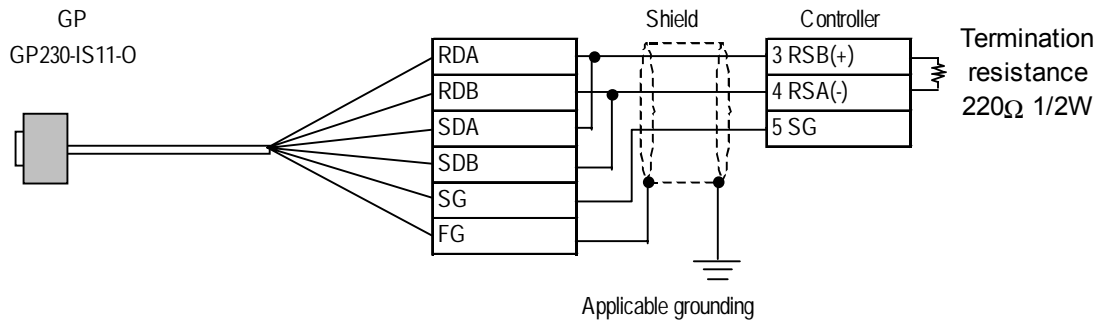 GP
GP230-IS11-O
RDA
RDB
SDA
SDB
SG
FG
Shield
Controller
3 RSB(+)
4 RSA(-)
5 SG
Termination
resistance
220Ω 1/2W
Applicable grounding